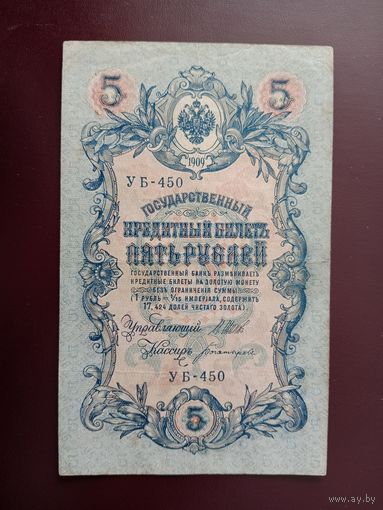 5 5
1909
УБ-450
ГОСУДАРСТВЕННЫЙ
КРЕДИТНЫЙ БИЛЕТЪ
ПЯТЬ РУБЛЕЙ
ГОСУДАРСТВЕННЫЙ БАНКЪ РАЗМѢНИВАЕТЪ
КРЕДИТНЫЕ БИЛЕТЫ НА ЗОЛОТУЮ МОНЕТУ
БЕЗЪ ОГРАНИЧЕНІЯ СУММЫ
(1 РУБЛЬ = 1/15 ИМПЕРІАЛА, СОДЕРЖИТЪ
17,424 ДОЛЕЙ ЧИСТАГО ЗОЛОТА).
Управляющій
Кассиръ
УБ-450
5
www.ay.by